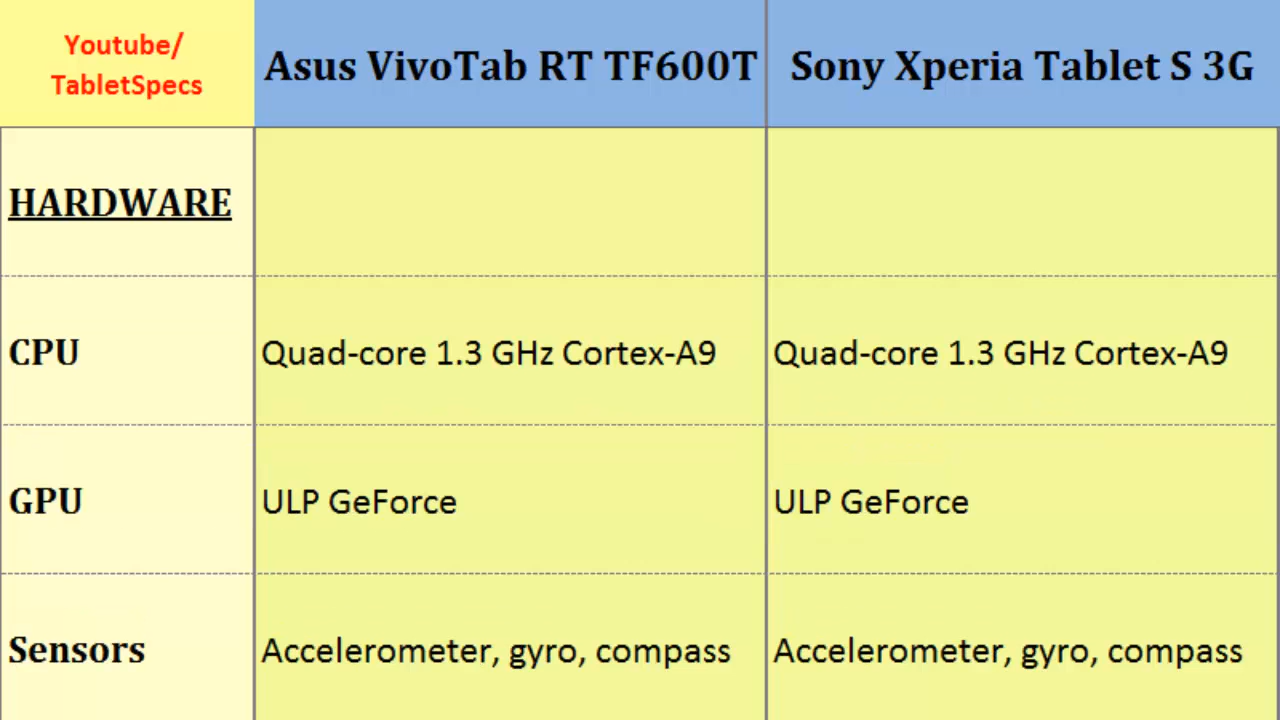 Youtube/
TabletSpecs
Asus VivoTab RT TF600T
Sony Xperia Tablet S 3G
HARDWARE
CPU
Quad-core 1.3 GHz Cortex-A9
Quad-core 1.3 GHz Cortex-A9
GPU
ULP GeForce
ULP GeForce
Sensors
Accelerometer, gyro, compass
Accelerometer, gyro, compass